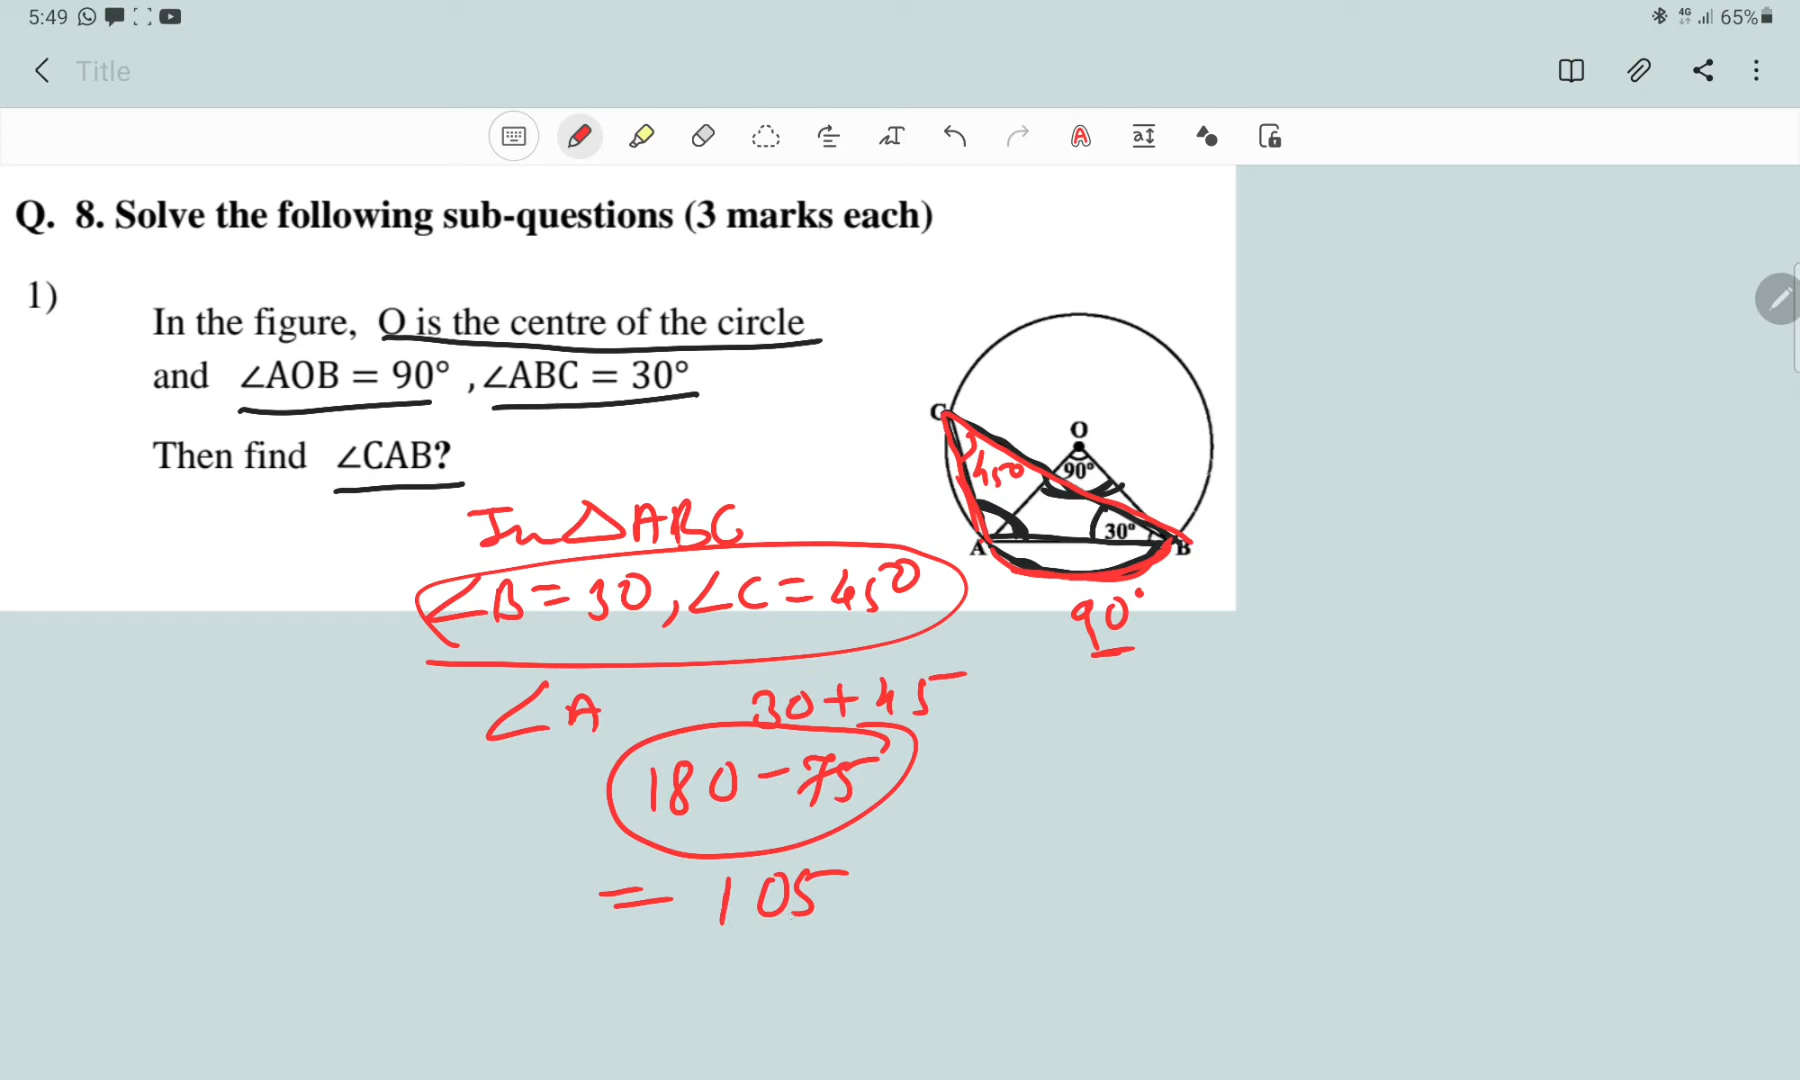 5:49 4G 65%
Title
Q. 8. Solve the following sub-questions (3 marks each)
1)
In the figure, O is the centre of the circle
and ∠AOB = 90° , ∠ABC = 30°
Then find ∠CAB?
C
O
90°
45°
30°
A
B
90°
In △ABC
∠B = 30, ∠C = 45°
∠A
30 + 45
180 - 75
= 105